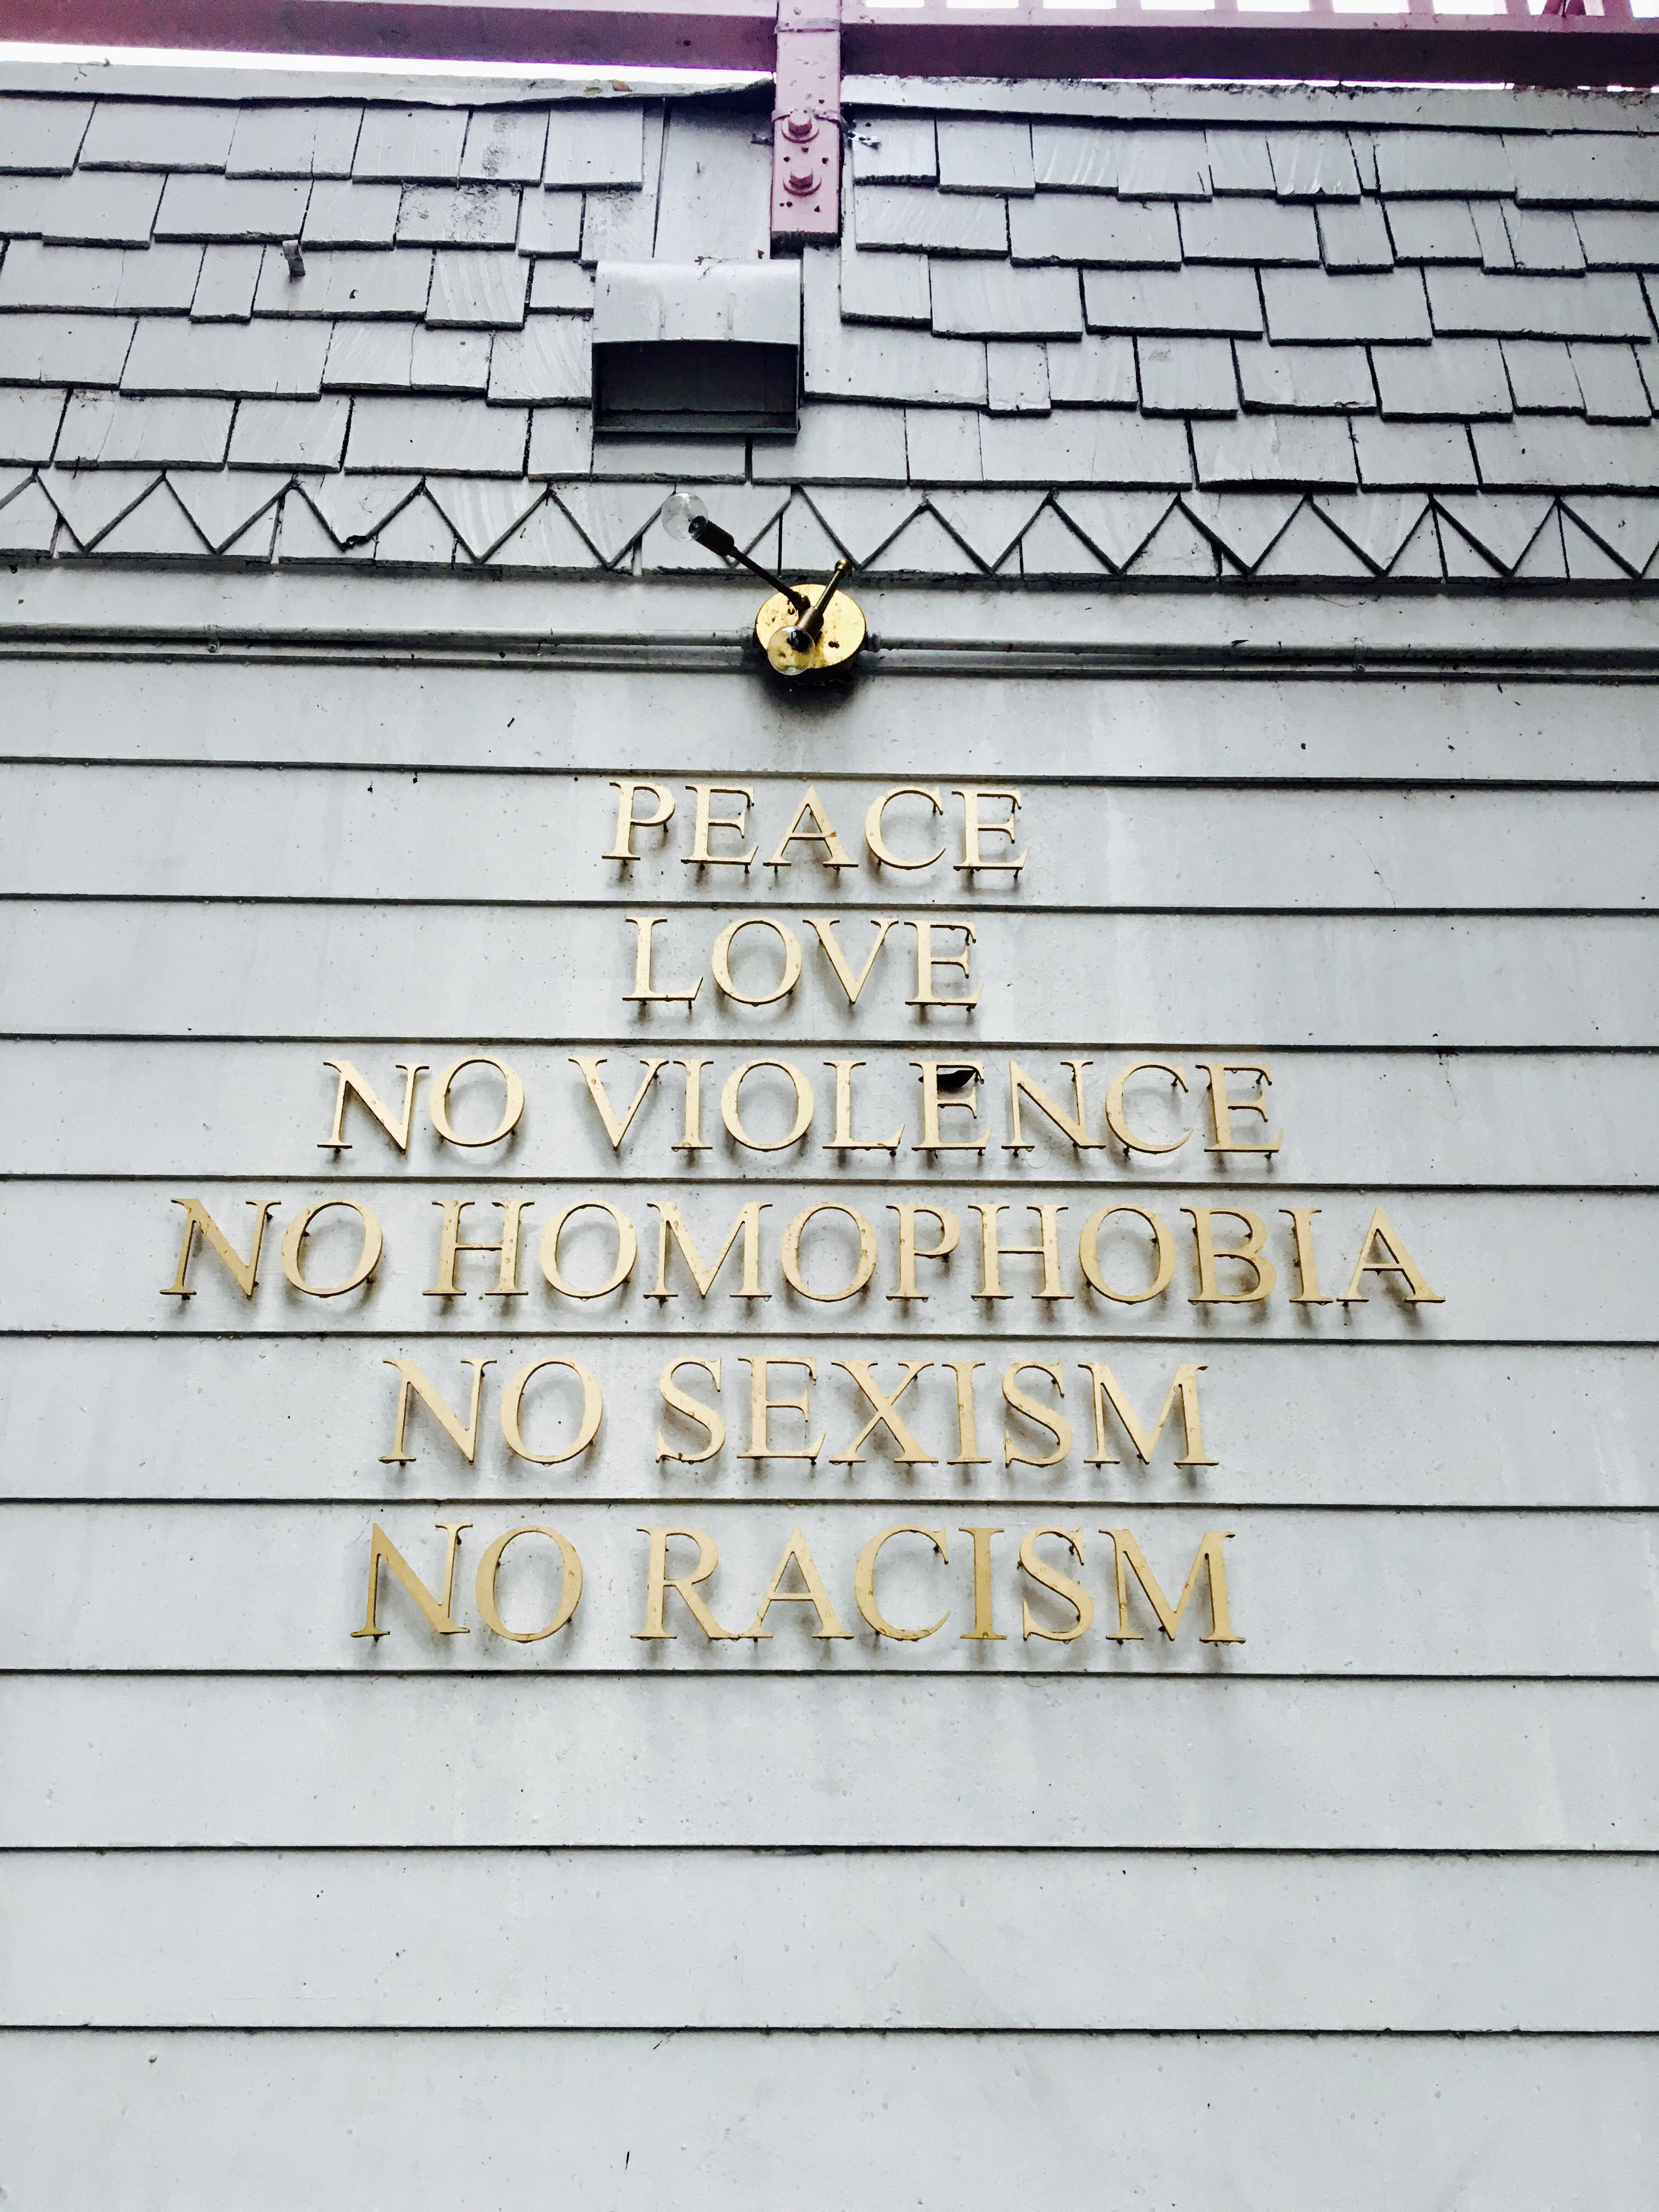 PEACE
LOVE
NO VIOLENCE
NO HOMOPHOBIA
NO SEXISM
NO RACISM